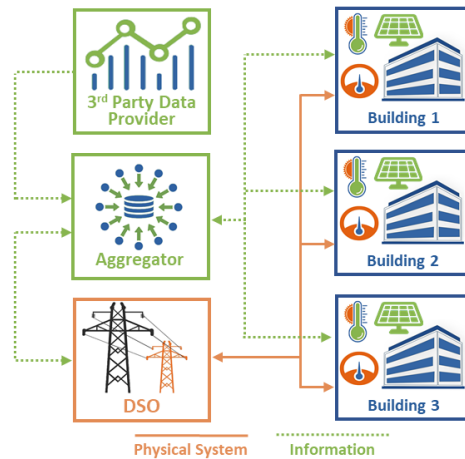 3rd Party Data
Provider
Aggregator
DSO
Building 1
Building 2
Building 3
Physical System
Information